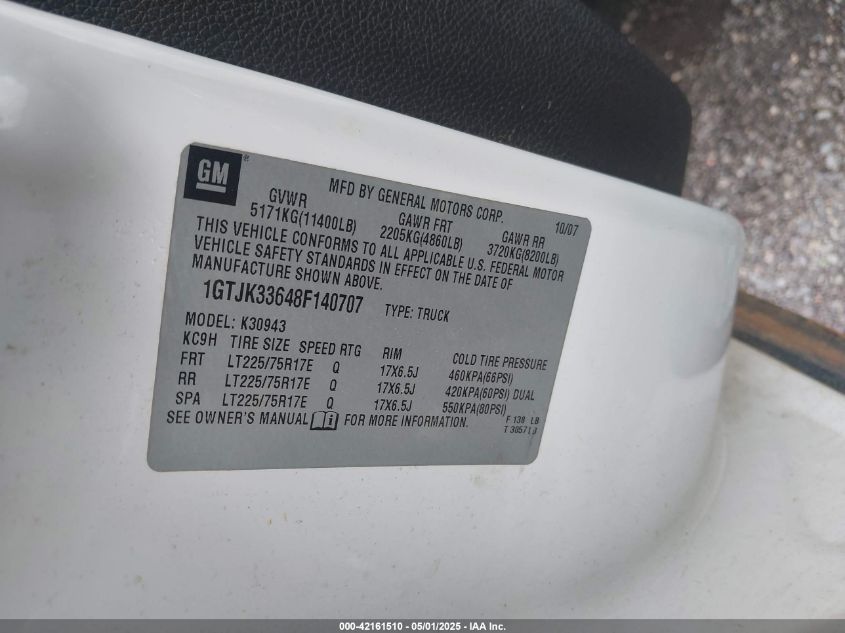 GM ®
MFD BY GENERAL MOTORS CORP. 10/07
GVWR GAWR FRT GAWR RR
5171KG(11400LB) 2205KG(4860LB) 3720KG(8200LB)
THIS VEHICLE CONFORMS TO ALL APPLICABLE U.S. FEDERAL MOTOR
VEHICLE SAFETY STANDARDS IN EFFECT ON THE DATE OF
MANUFACTURE SHOWN ABOVE.
1GTJK33648F140707 TYPE: TRUCK
MODEL: K30943
KC9H TIRE SIZE SPEED RTG RIM COLD TIRE PRESSURE
FRT LT225/75R17E Q 17X6.5J 460KPA(66PSI)
RR LT225/75R17E Q 17X6.5J 420KPA(60PSI) DUAL
SPA LT225/75R17E Q 17X6.5J 550KPA(80PSI)
SEE OWNER'S MANUAL FOR MORE INFORMATION.
F 138 LB
000-42161510 - 05/01/2025 - IAA Inc.